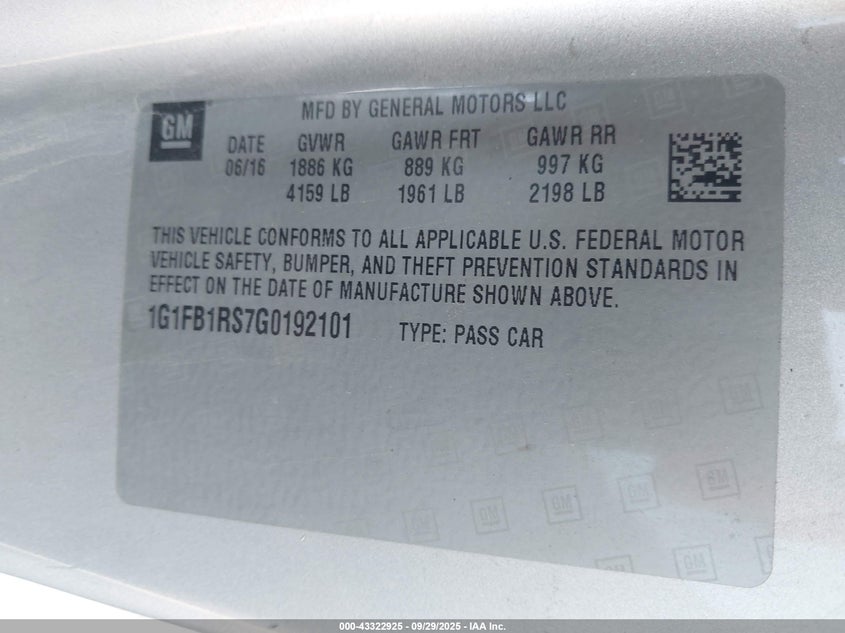 GM
MFD BY GENERAL MOTORS LLC
DATE GVWR GAWR FRT GAWR RR
06/16 1886 KG 889 KG 997 KG
4159 LB 1961 LB 2198 LB
THIS VEHICLE CONFORMS TO ALL APPLICABLE U.S. FEDERAL MOTOR
VEHICLE SAFETY, BUMPER, AND THEFT PREVENTION STANDARDS IN
EFFECT ON THE DATE OF MANUFACTURE SHOWN ABOVE.
1G1FB1RS7G0192101 TYPE: PASS CAR
000-43322925 - 09/29/2025 - IAA Inc.